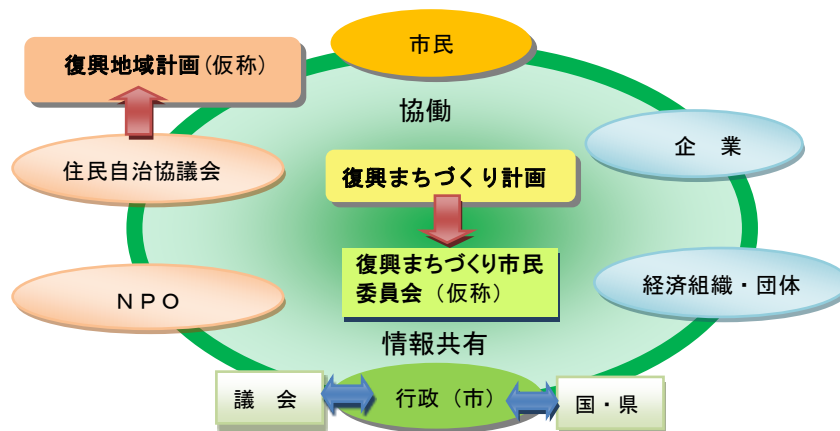 市民
復興地域計画（仮称）
協働
企　業
住民自治協議会
復興まちづくり計画
復興まちづくり市民
委員会（仮称）
経済組織・団体
ＮＰＯ
情報共有
議　会
行政（市）
国・県